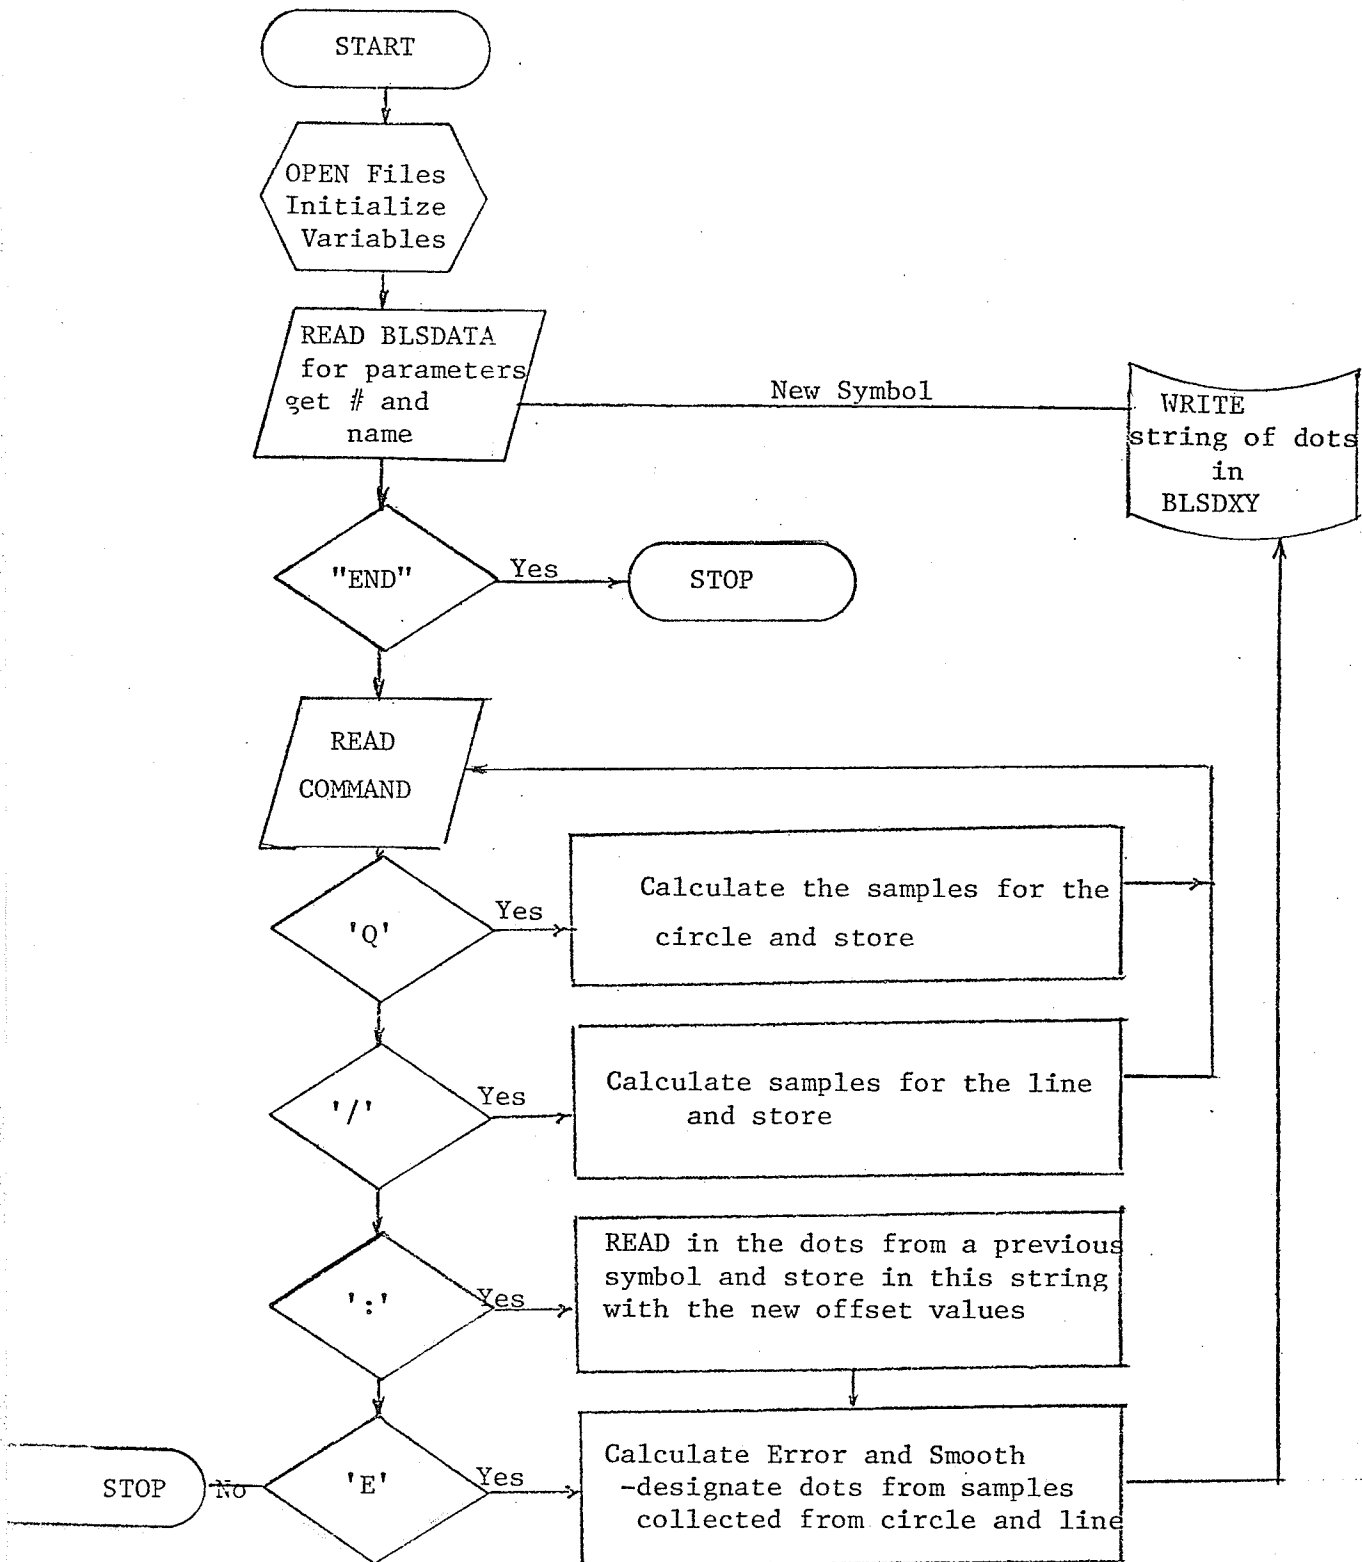 START
OPEN Files
Initialize
Variables
READ BLSDATA
for parameters
get # and
name
New Symbol
WRITE
string of dots
in
BLSDXY
"END"
Yes
STOP
READ
COMMAND
'Q'
Yes
Calculate the samples for the
circle and store
'/'
Yes
Calculate samples for the line
and store
':'
Yes
READ in the dots from a previous
symbol and store in this string
with the new offset values
STOP
No
'E'
Yes
Calculate Error and Smooth
-designate dots from samples
collected from circle and line